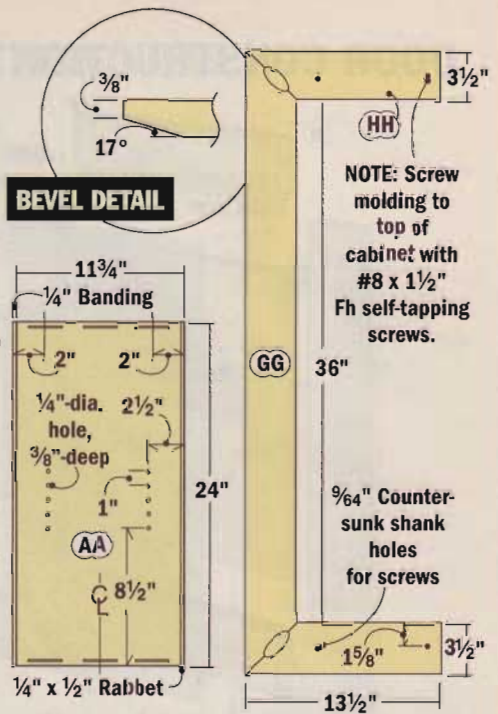 3/8"
17°
BEVEL DETAIL
3½"
HH
NOTE: Screw
molding to
top of
cabinet with
#8 x 1½"
Fh self-tapping
screws.
11¾"
¼" Banding
2"
2"
¼"-dia.
hole,
3/8"-deep
2½"
1"
24"
AA
8½"
CL
¼" x ½" Rabbet
GG
36"
9/64" Counter-
sunk shank
holes
for screws
1⅝"
3½"
13½"